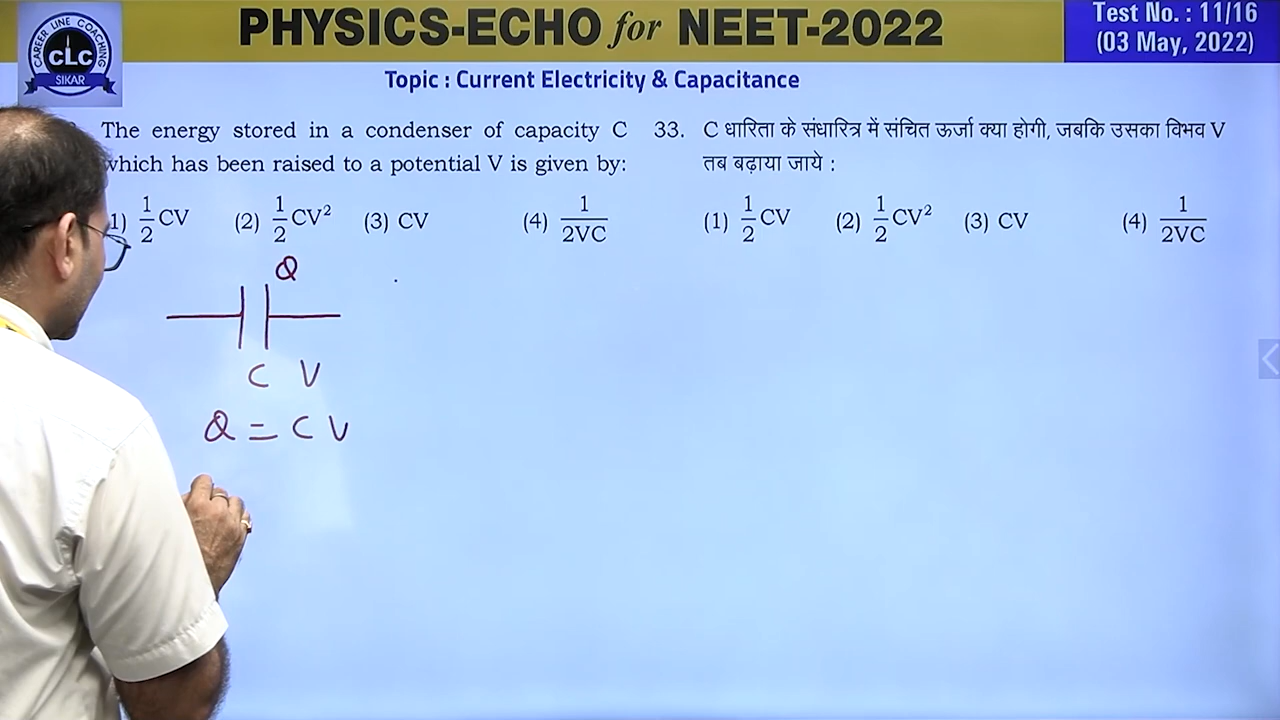 PHYSICS-ECHO for NEET-2022
Test No. : 11/16
(03 May, 2022)
CAREER LINE COACHING
CLC
SIKAR
Topic : Current Electricity & Capacitance
The energy stored in a condenser of capacity C
which has been raised to a potential V is given by:
1) 1/2 CV (2) 1/2 CV² (3) CV (4) 1/2VC
33. C धारिता के संधारित्र में संचित ऊर्जा क्या होगी, जबकि उसका विभव V
तब बढ़ाया जाये :
(1) 1/2 CV (2) 1/2 CV² (3) CV (4) 1/2VC
Q
C V
Q = CV